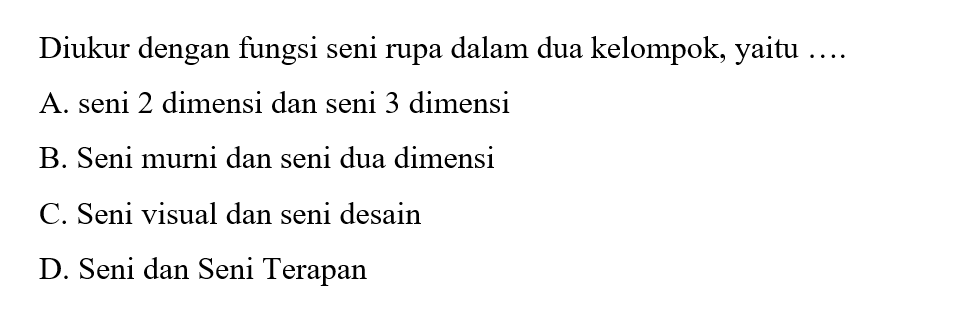 Diukur dengan fungsi seni rupa dalam dua kelompok, yaitu ….
A. seni 2 dimensi dan seni 3 dimensi
B. Seni murni dan seni dua dimensi
C. Seni visual dan seni desain
D. Seni dan Seni Terapan